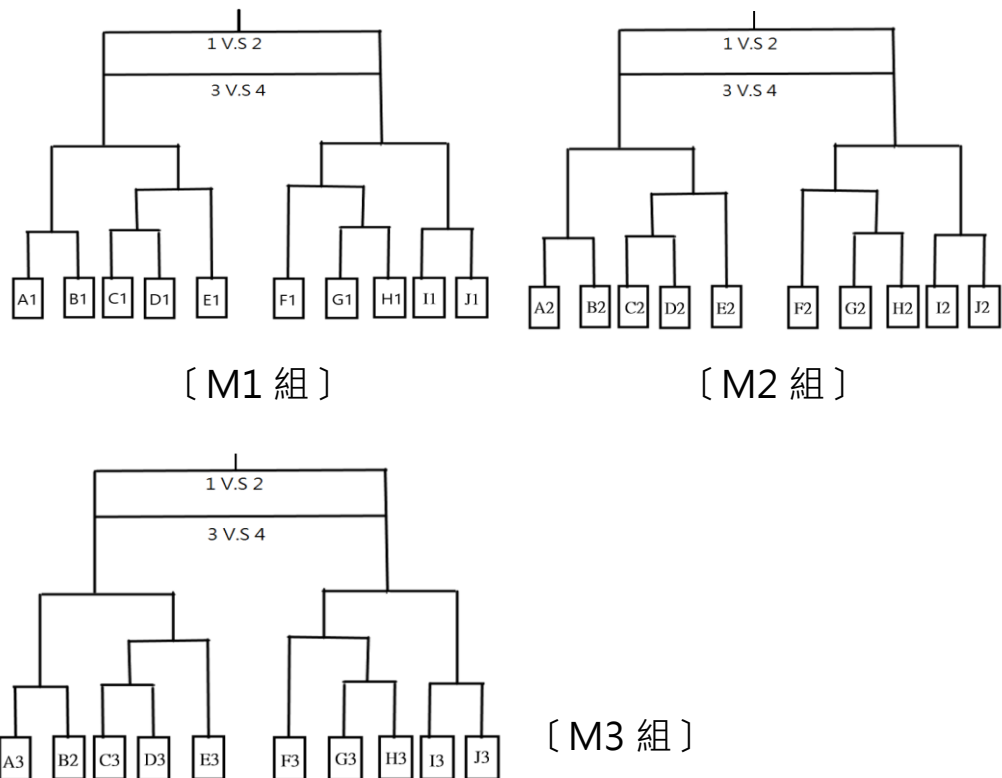 1 V.S 2
3 V.S 4
A1 B1 C1 D1 E1 F1 G1 H1 I1 J1
〔M1 組〕
1 V.S 2
3 V.S 4
A2 B2 C2 D2 E2 F2 G2 H2 I2 J2
〔M2 組〕
1 V.S 2
3 V.S 4
A3 B2 C3 D3 E3 F3 G3 H3 I3 J3
〔M3 組〕